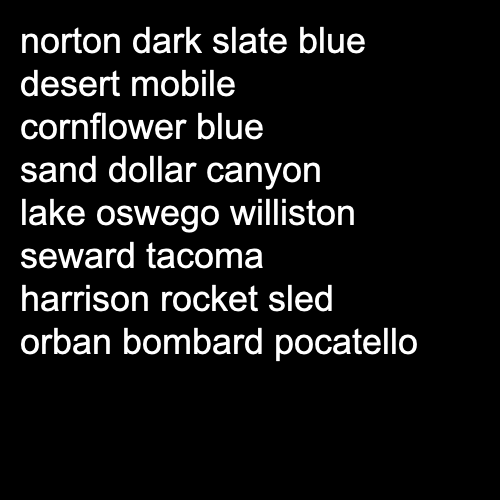 norton dark slate blue
desert mobile
cornflower blue
sand dollar canyon
lake oswego williston
seward tacoma
harrison rocket sled
orban bombard pocatello